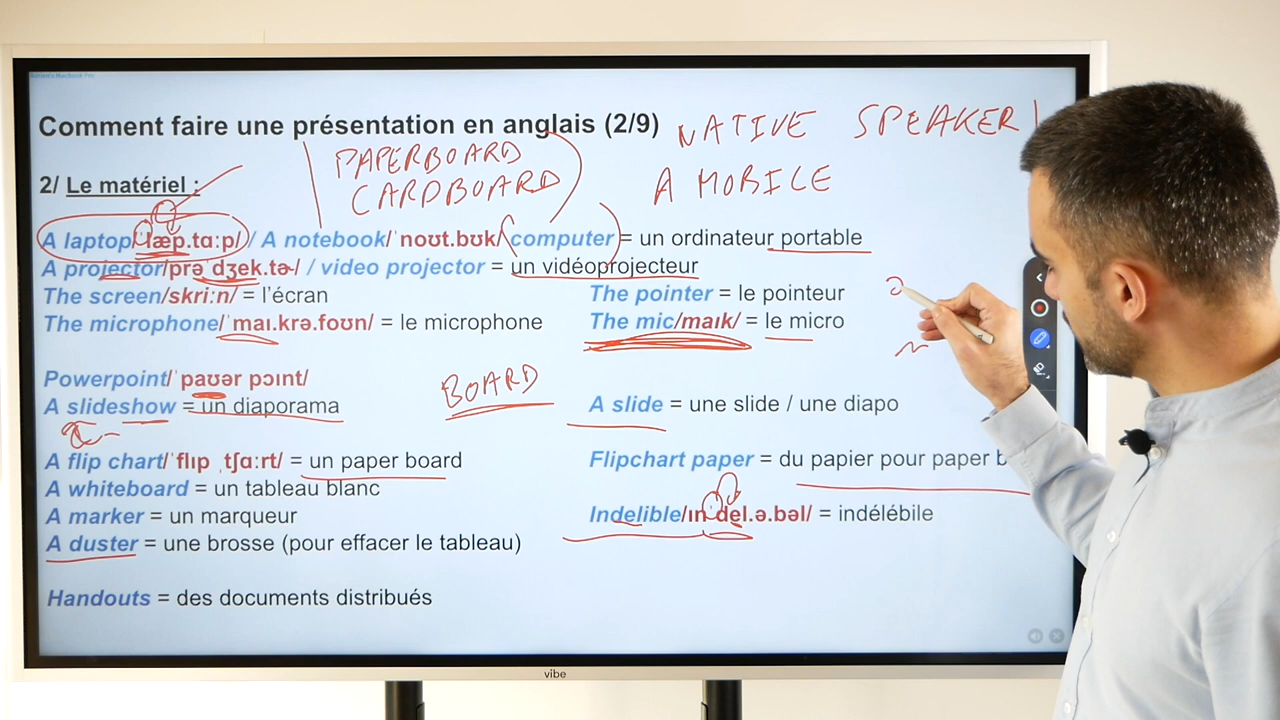 Adrien's MacBook Pro
Comment faire une présentation en anglais (2/9)
NATIVE SPEAKER
PAPERBOARD
CARDBOARD
A MOBILE
2/ Le matériel :
A laptop/ˈlæp.tɑːp/ / A notebook/ˈnoʊt.bʊk/(computer) = un ordinateur portable
A projector/prəˈdʒek.tɚ/ / video projector = un vidéoprojecteur
The screen/skriːn/ = l'écran
The pointer = le pointeur
The microphone/ˈmaɪ.krə.foʊn/ = le microphone
The mic/maɪk/ = le micro
Powerpoint/ˈpaʊər pɔɪnt/
BOARD
A slideshow = un diaporama
A slide = une slide / une diapo
A flip chart/ˈflɪp ˌtʃɑːrt/ = un paper board
Flipchart paper = du papier pour paper b
A whiteboard = un tableau blanc
A marker = un marqueur
Indelible/ɪnˈdel.ə.bəl/ = indélébile
A duster = une brosse (pour effacer le tableau)
Handouts = des documents distribués
vibe